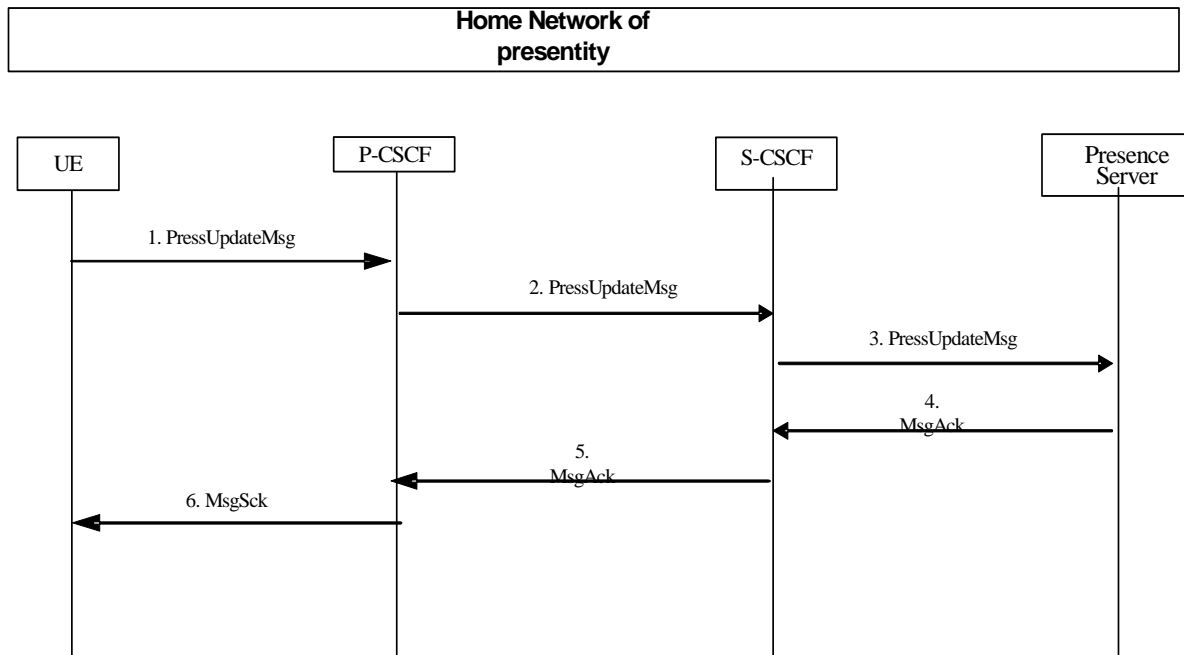 Home Network of
presentity
UE
P-CSCF
S-CSCF
Presence
Server
1. PressUpdateMsg
2. PressUpdateMsg
3. PressUpdateMsg
4.
MsgAck
5.
MsgAck
6. MsgSck